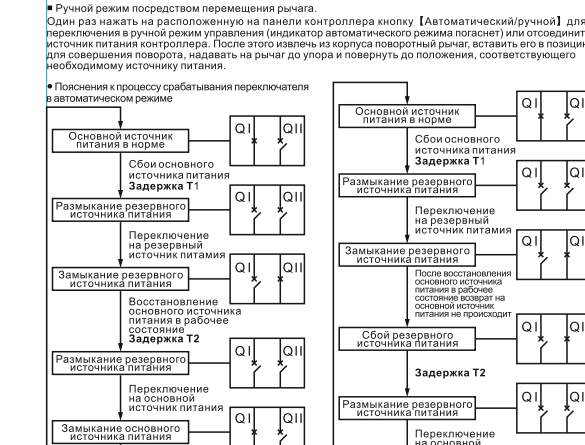 ■ Ручной режим посредством перемещения рычага.
Один раз нажать на расположенную на панели контроллера кнопку【Автоматический/ручной】для
переключения в ручной режим управления (индикатор автоматического режима погаснет) или отсоединит
источник питания контроллера. После этого извлечь из корпуса поворотный рычаг, вставить его в позицию
для совершения поворота, надавать на рычаг до упора и повернуть до положения, соответствующего
необходимому источнику питания.
● Пояснения к процессу срабатывания переключателя
в автоматическом режиме
Основной источник
питания в норме
QI QII
Сбои основного
источника питания
Задержка T1
Размыкание резервного
источника питания
QI QII
Переключение
на резервный
источник питамия
Замыкание резервного
источника питания
QI QII
Восстановление
основного источника
питания в рабочее
состояние
Задержка T2
Размыкание резервного
источника питания
QI QII
Переключение
на основной
источник питания
Замыкание основного
источника питания
QI QII
Основной источник
питания в норме
QI QI
Сбои основного
источника питания
Задержка T1
Размыкание резервного
источника питания
QI QI
Переключение
на резервный
источник питамия
Замыкание резервного
источника питания
QI QI
После восстановления
основного источника
питания в рабочее
состояние возврат на
основной источник
питания не происходит
Сбой резервного
источника питания
QI QI
Задержка T2
Размыкание резервного
источника питания
QI QI
Переключение
на основной